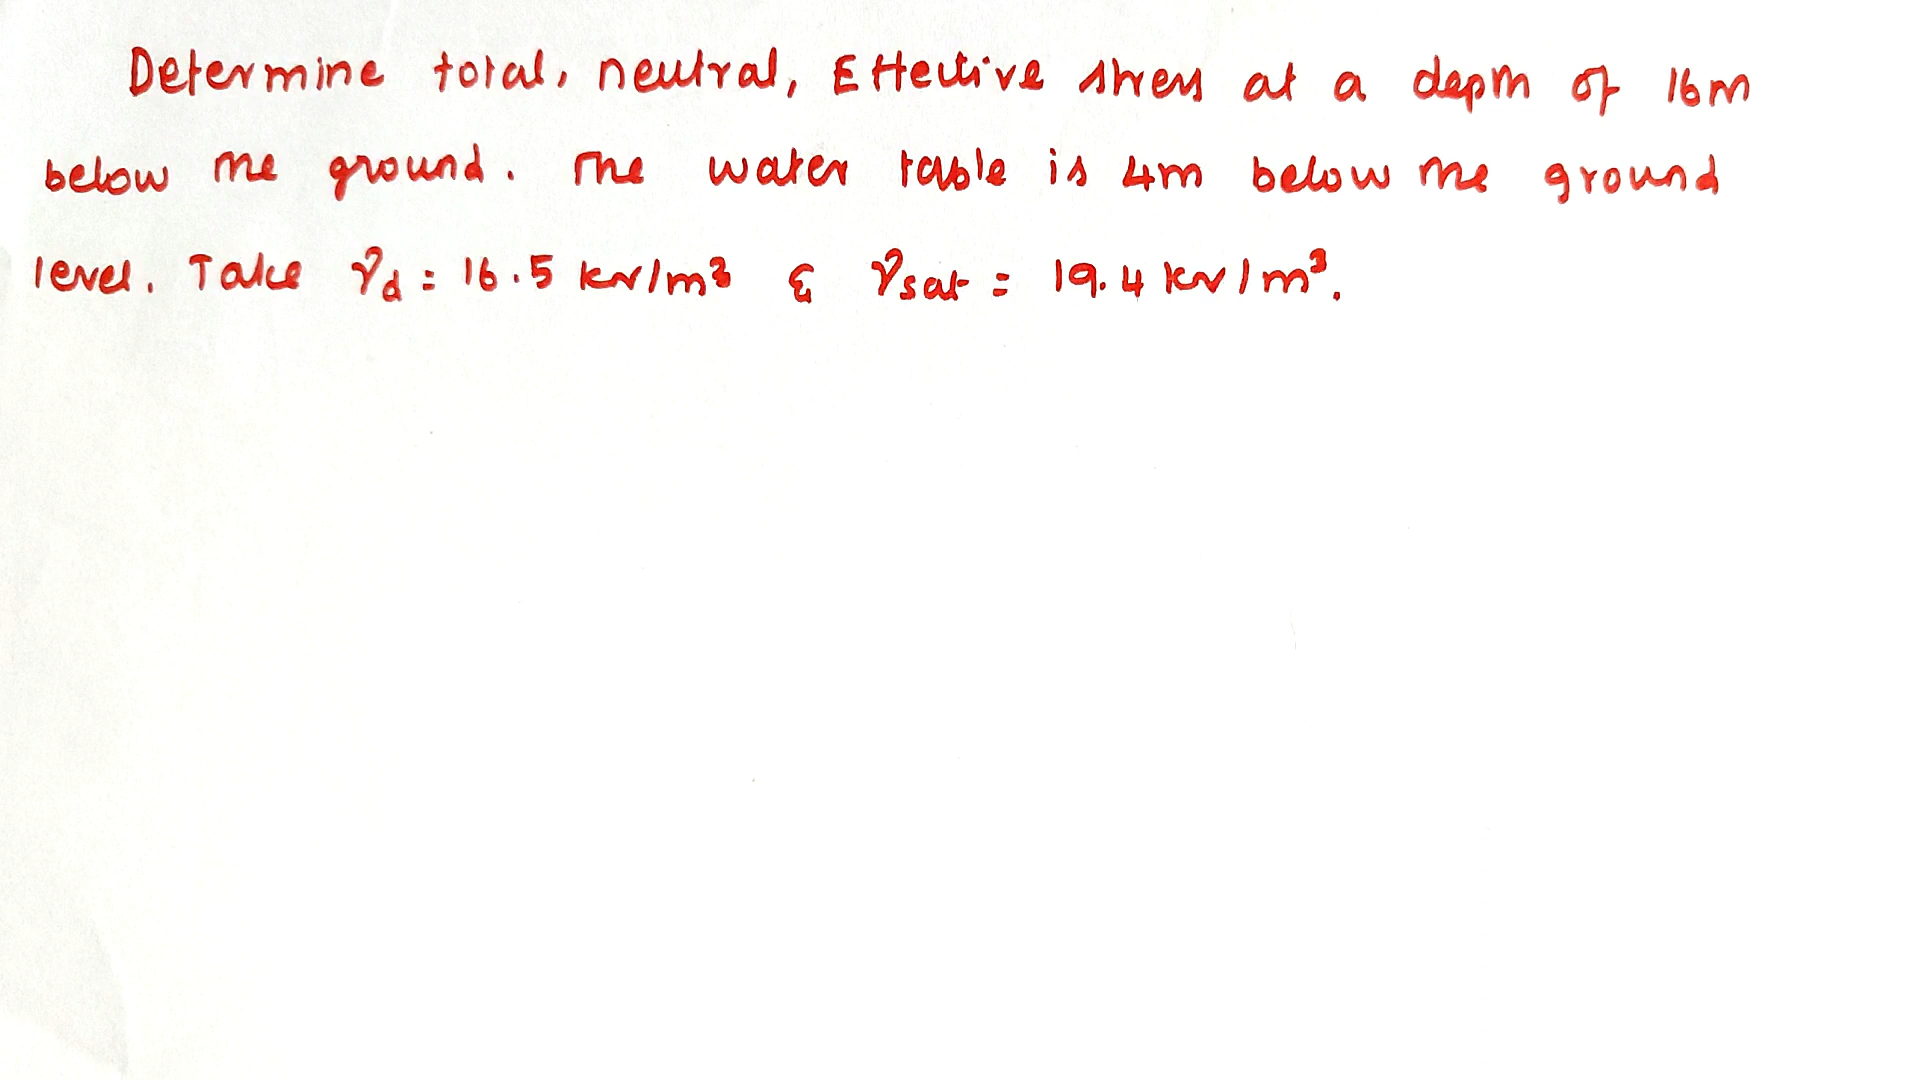 Determine total, neutral, Effective stress at a depth of 16m
below the ground. The water table is 4m below the ground
level. Take γd = 16.5 kN/m³ & γsat = 19.4 kN/m³.